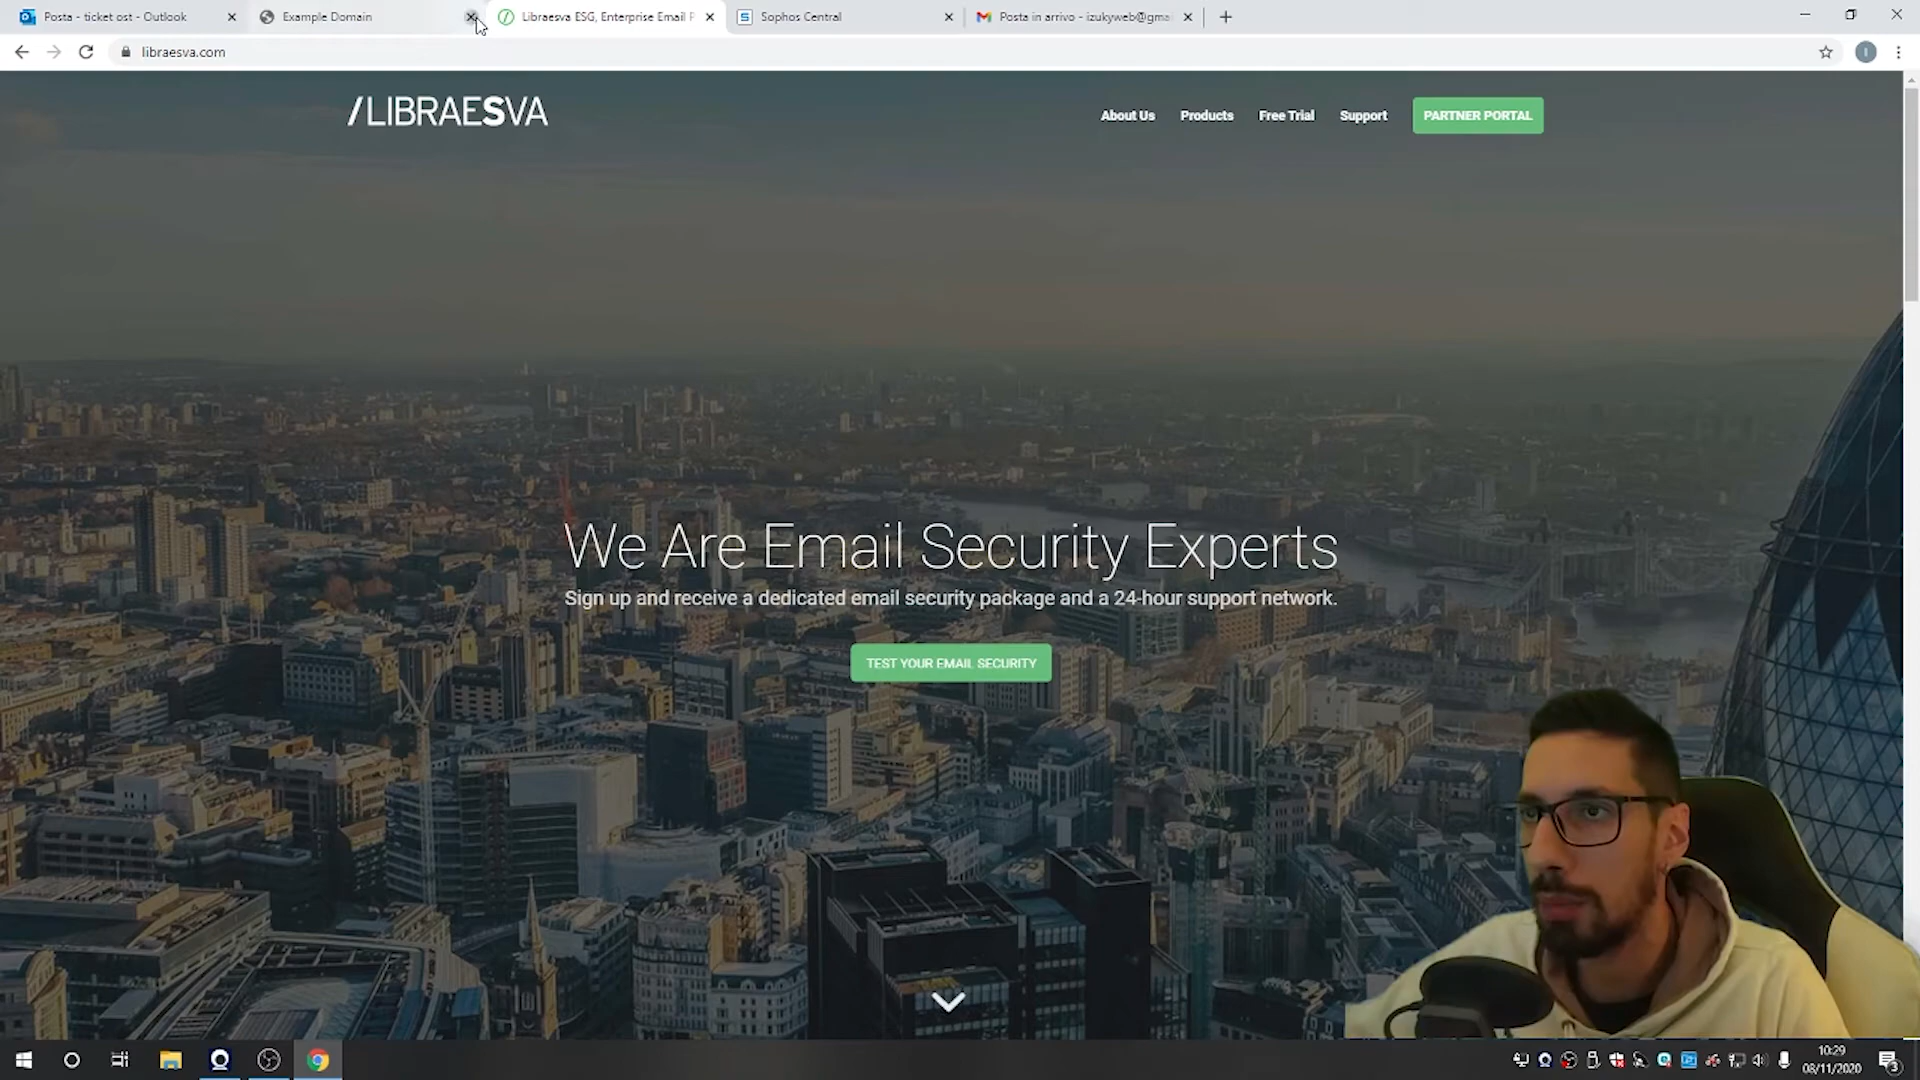 Posta - ticket ost - Outlook
Example Domain
Libraesva ESG, Enterprise Email P
Sophos Central
Posta in arrivo - izukyweb@gmai
libraesva.com
I
/LIBRAESVA
About Us
Products
Free Trial
Support
PARTNER PORTAL
We Are Email Security Experts
Sign up and receive a dedicated email security package and a 24-hour support network.
TEST YOUR EMAIL SECURITY
10:29
08/11/2020
3